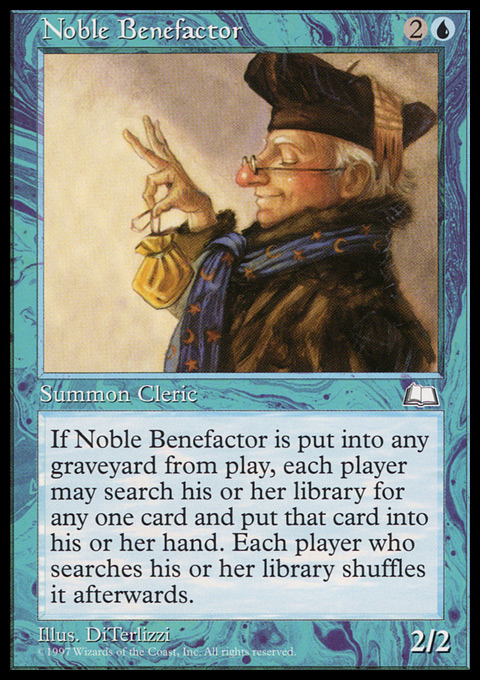 Noble Benefactor 2
Summon Cleric
If Noble Benefactor is put into any
graveyard from play, each player
may search his or her library for
any one card and put that card into
his or her hand. Each player who
searches his or her library shuffles
it afterwards.
Illus. DiTerlizzi
©1997 Wizards of the Coast, Inc. All rights reserved.
2/2